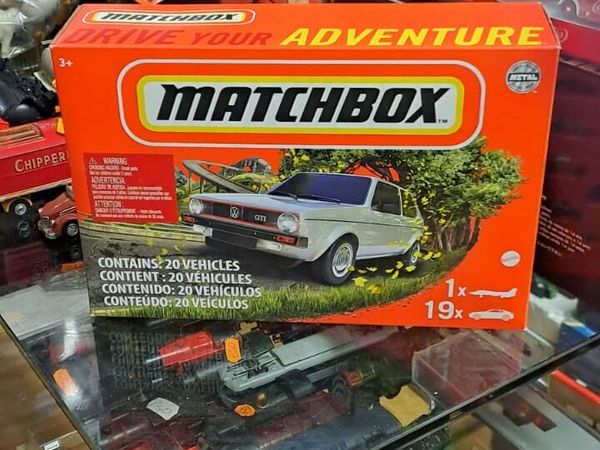 MATCHBOX
DRIVE YOUR ADVENTURE
3+
METAL
MATCHBOX™
CHIPPER
WARNING:
ADVERTENCIA:
ATTENTION :
GTI
CONTAINS: 20 VEHICLES
CONTIENT : 20 VÉHICULES
CONTENIDO: 20 VEHÍCULOS
CONTEÚDO: 20 VEÍCULOS
1x
19x